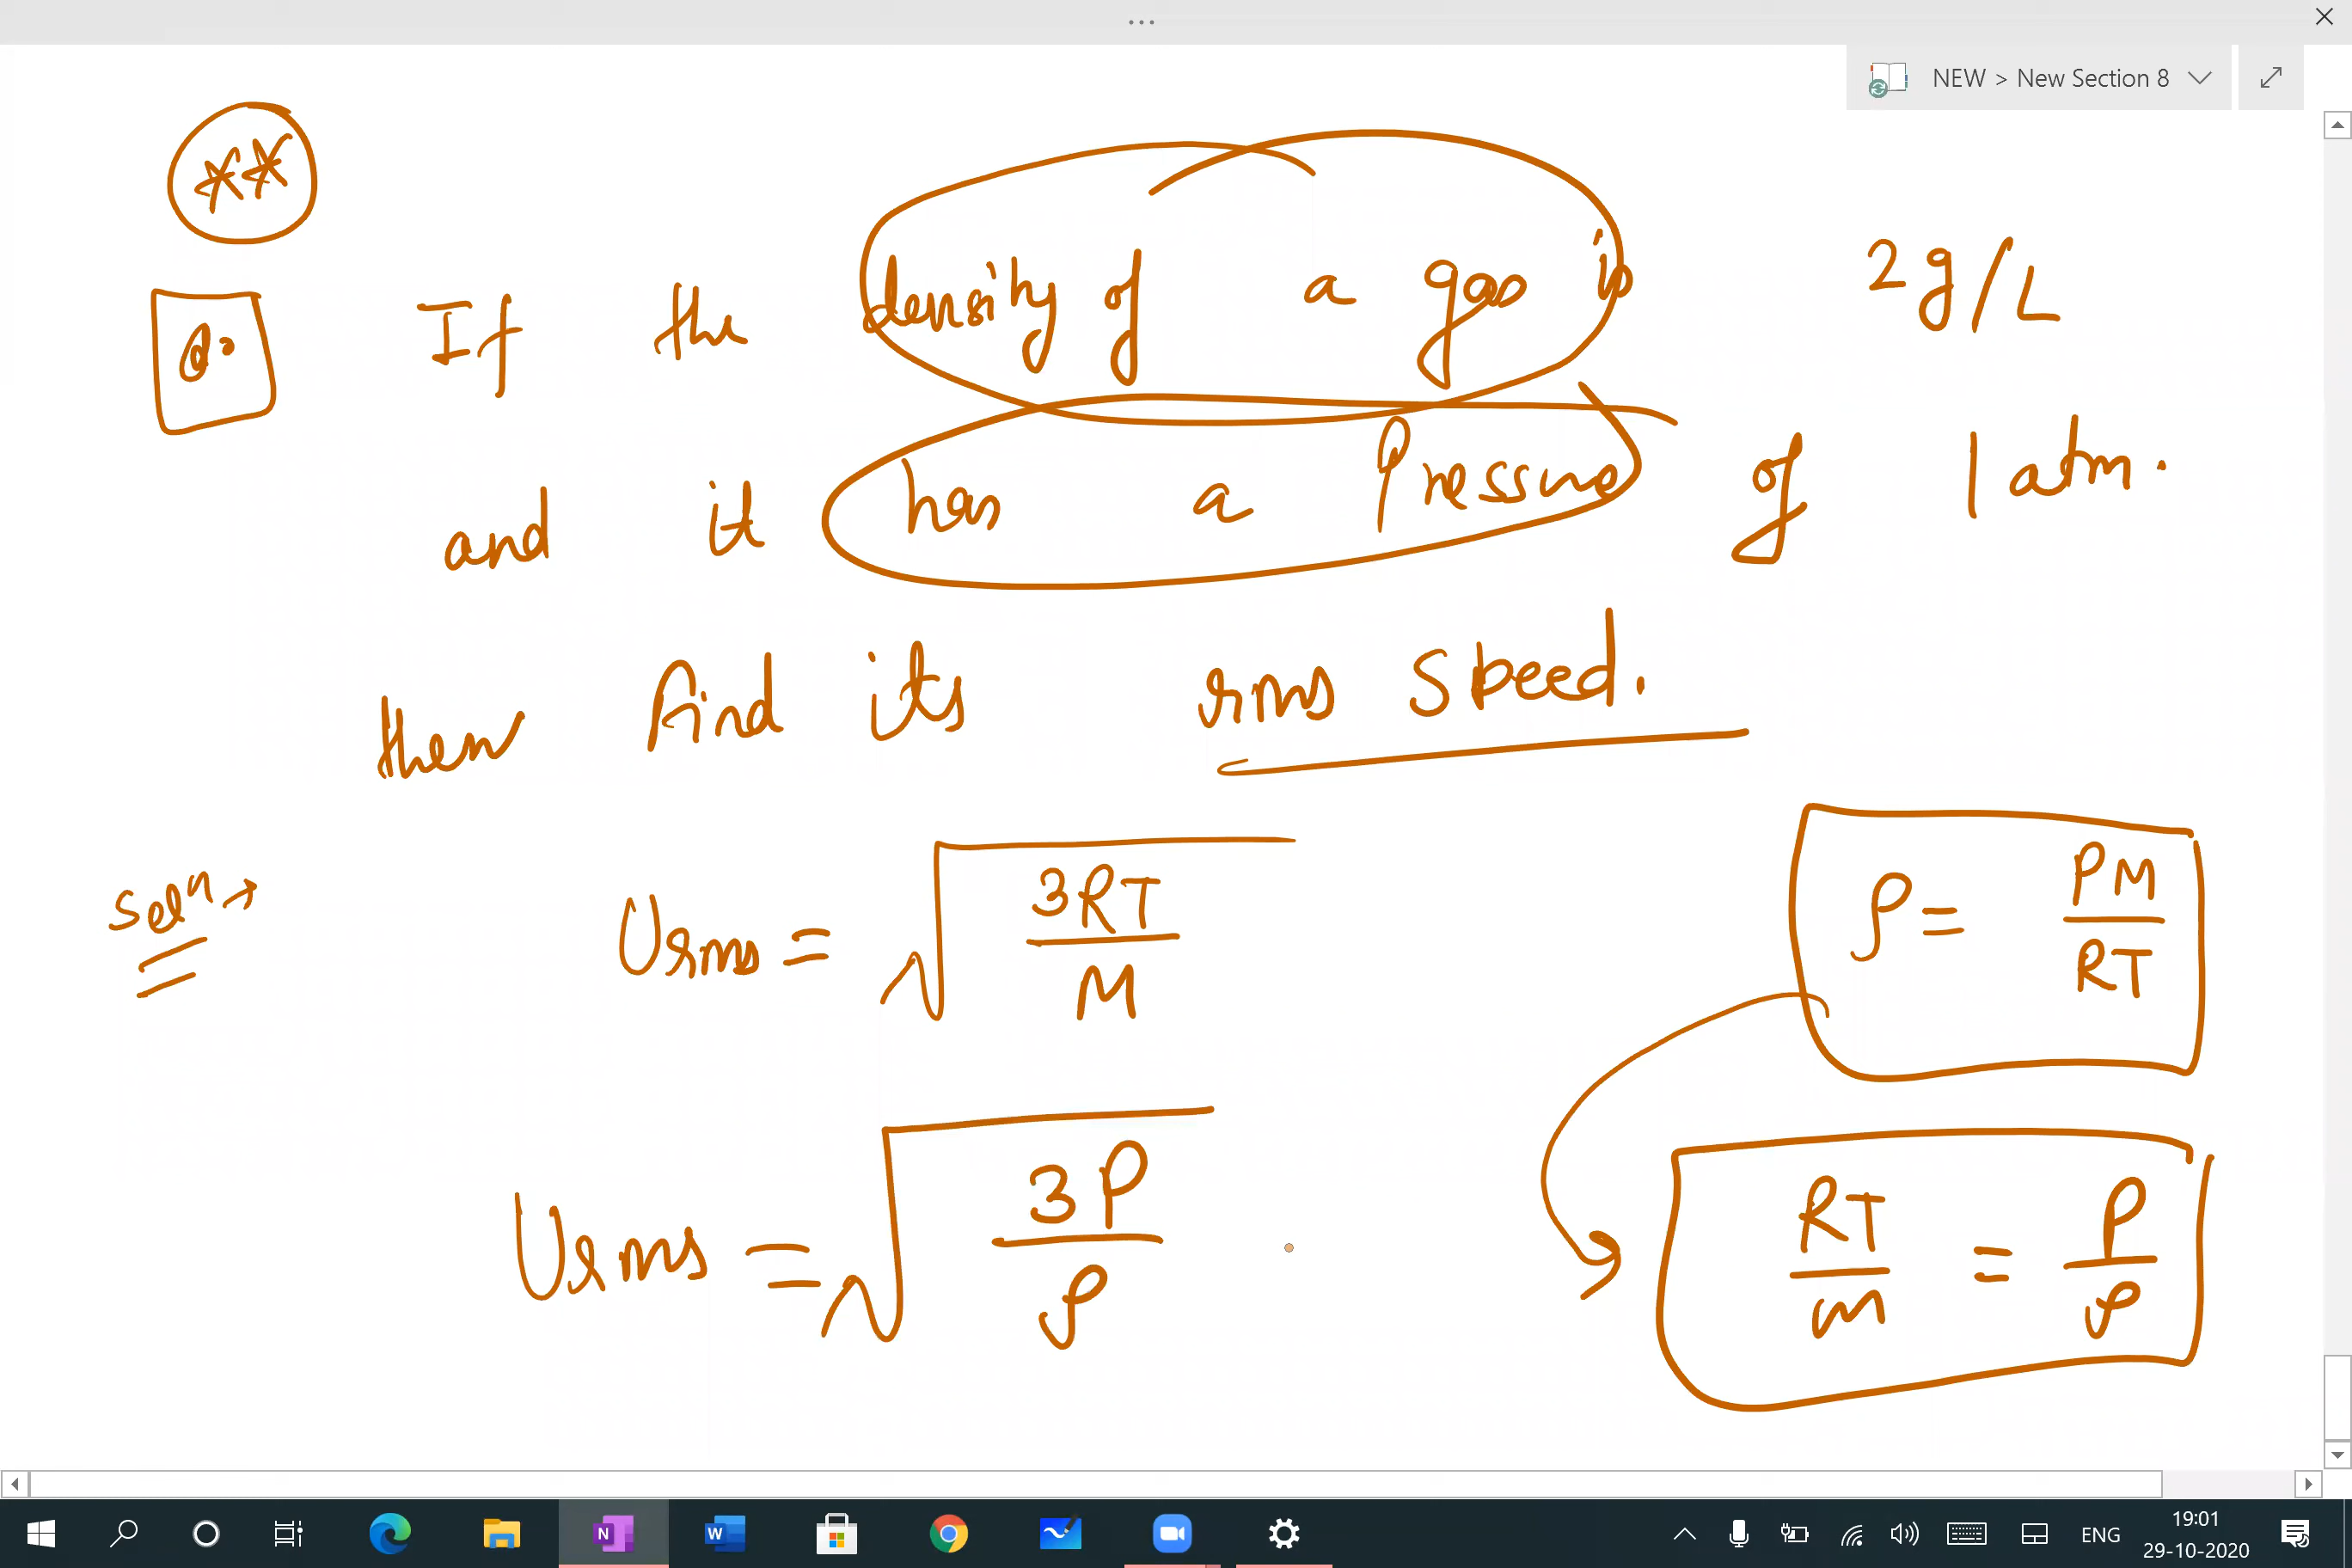 NEW > New Section 8
**
Q. If the density of a gas is 2g/L
and it has a Pressure of 1 atm.
then find its rms speed.
Soln → Urms = √(3RT/M)
ρ = PM/RT
Urms = √(3P/ρ)
RT/M = P/ρ
ENG
19:01
29-10-2020